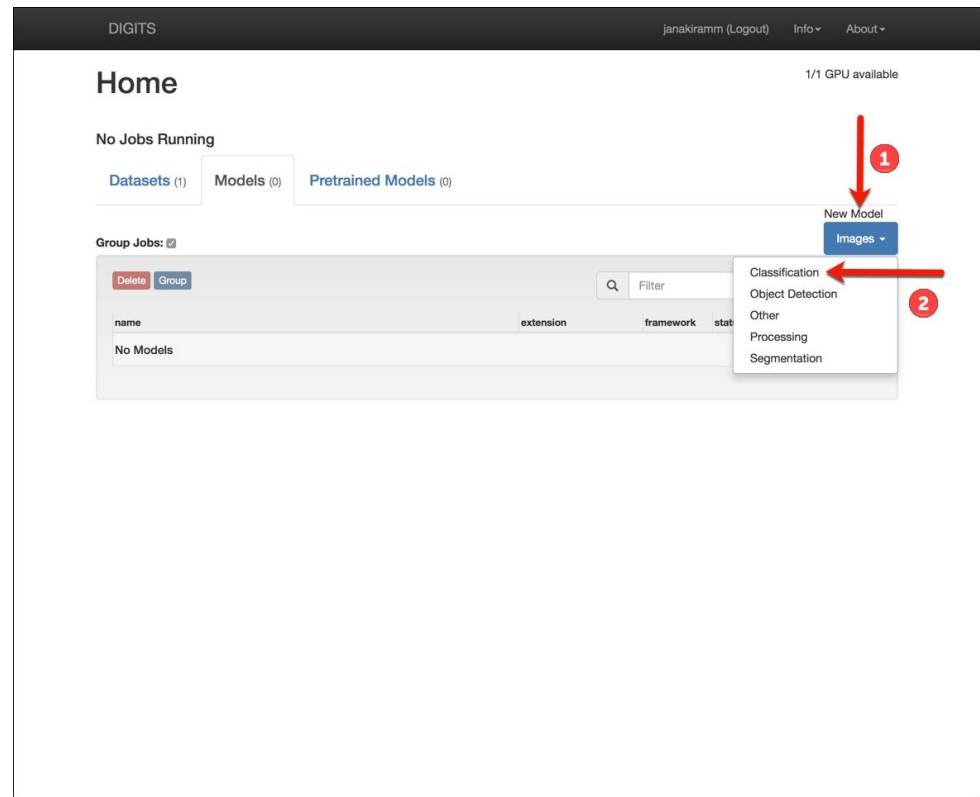 DIGITS janakiramm (Logout) Info About
Home
1/1 GPU available
No Jobs Running
1
Datasets (1) Models (0) Pretrained Models (0)
New Model
Group Jobs: Images
Delete Group Filter
Classification
Object Detection
2
Other
Processing
Segmentation
name extension framework
No Models